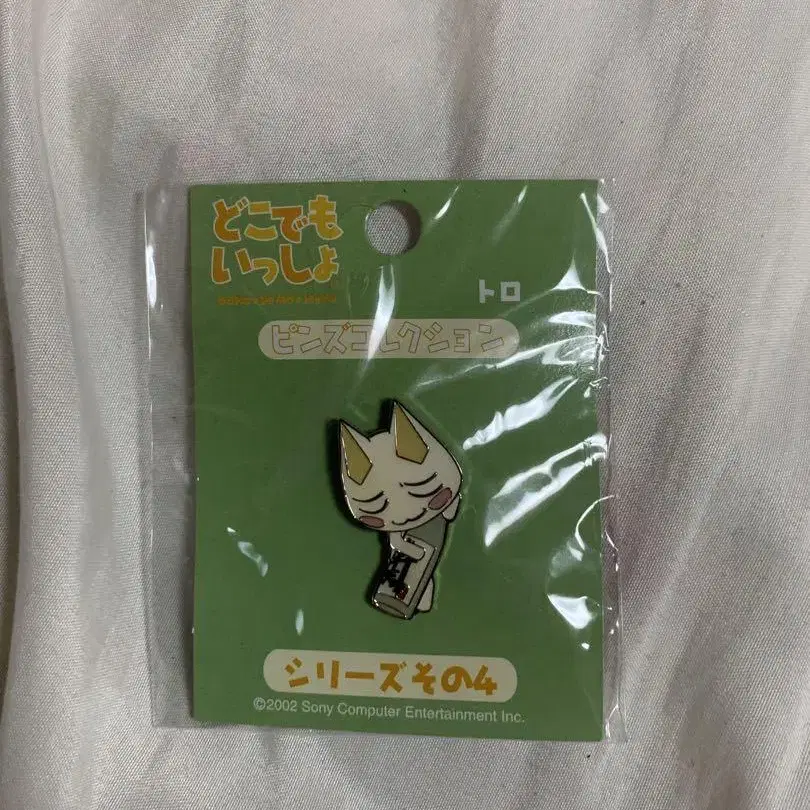 どこでも
いっしょ
トロ
ピンズコレクション
シリーズその4
©2002 Sony Computer Entertainment Inc.